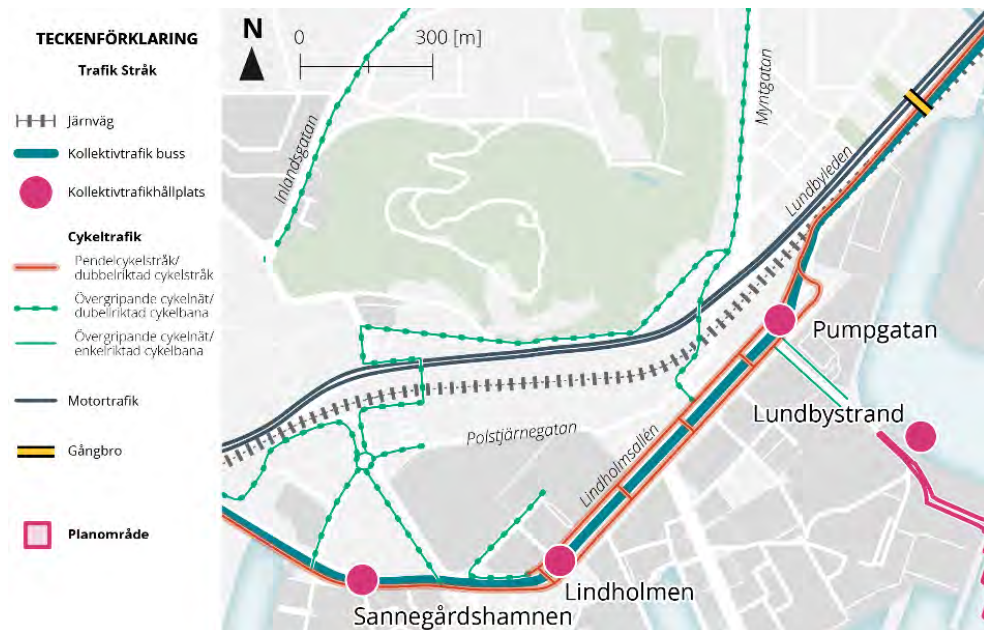 TECKENFÖRKLARING
Trafik Stråk
Järnväg
Kollektivtrafik buss
Kollektivtrafikhållplats
Cykeltrafik
Pendelcykelstråk/
dubbelriktad cykelstråk
Övergripande cykelnät/
dubelriktad cykelbana
Övergripande cykelnät/
enkelriktad cykelbana
Motortrafik
Gångbro
Planområde
N
0 300 [m]
Inlandsgatan
Myntgatan
Lundbyleden
Pumpgatan
Lundbystrand
Polstjärnegatan
Lindholmsallén
Lindholmen
Sannegårdshamnen